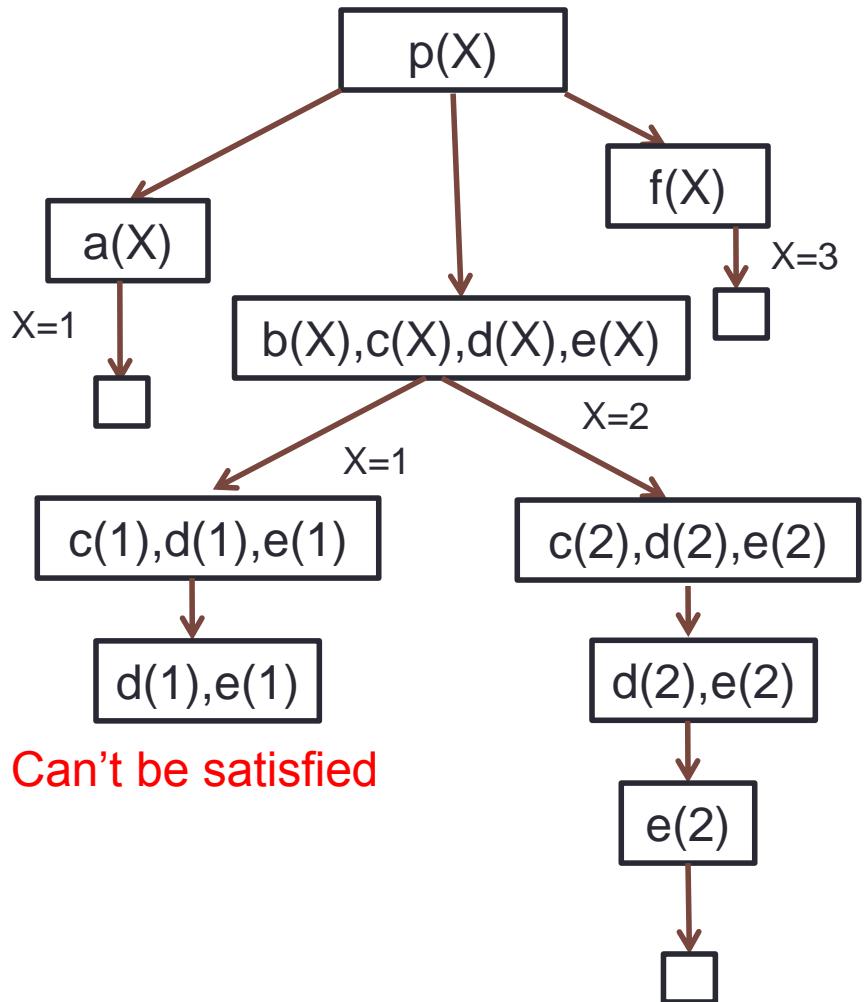 p(X)
f(X)
a(X)
X=3
X=1
b(X),c(X),d(X),e(X)
X=2
X=1
c(1),d(1),e(1)
c(2),d(2),e(2)
d(1),e(1)
d(2),e(2)
Can't be satisfied
e(2)